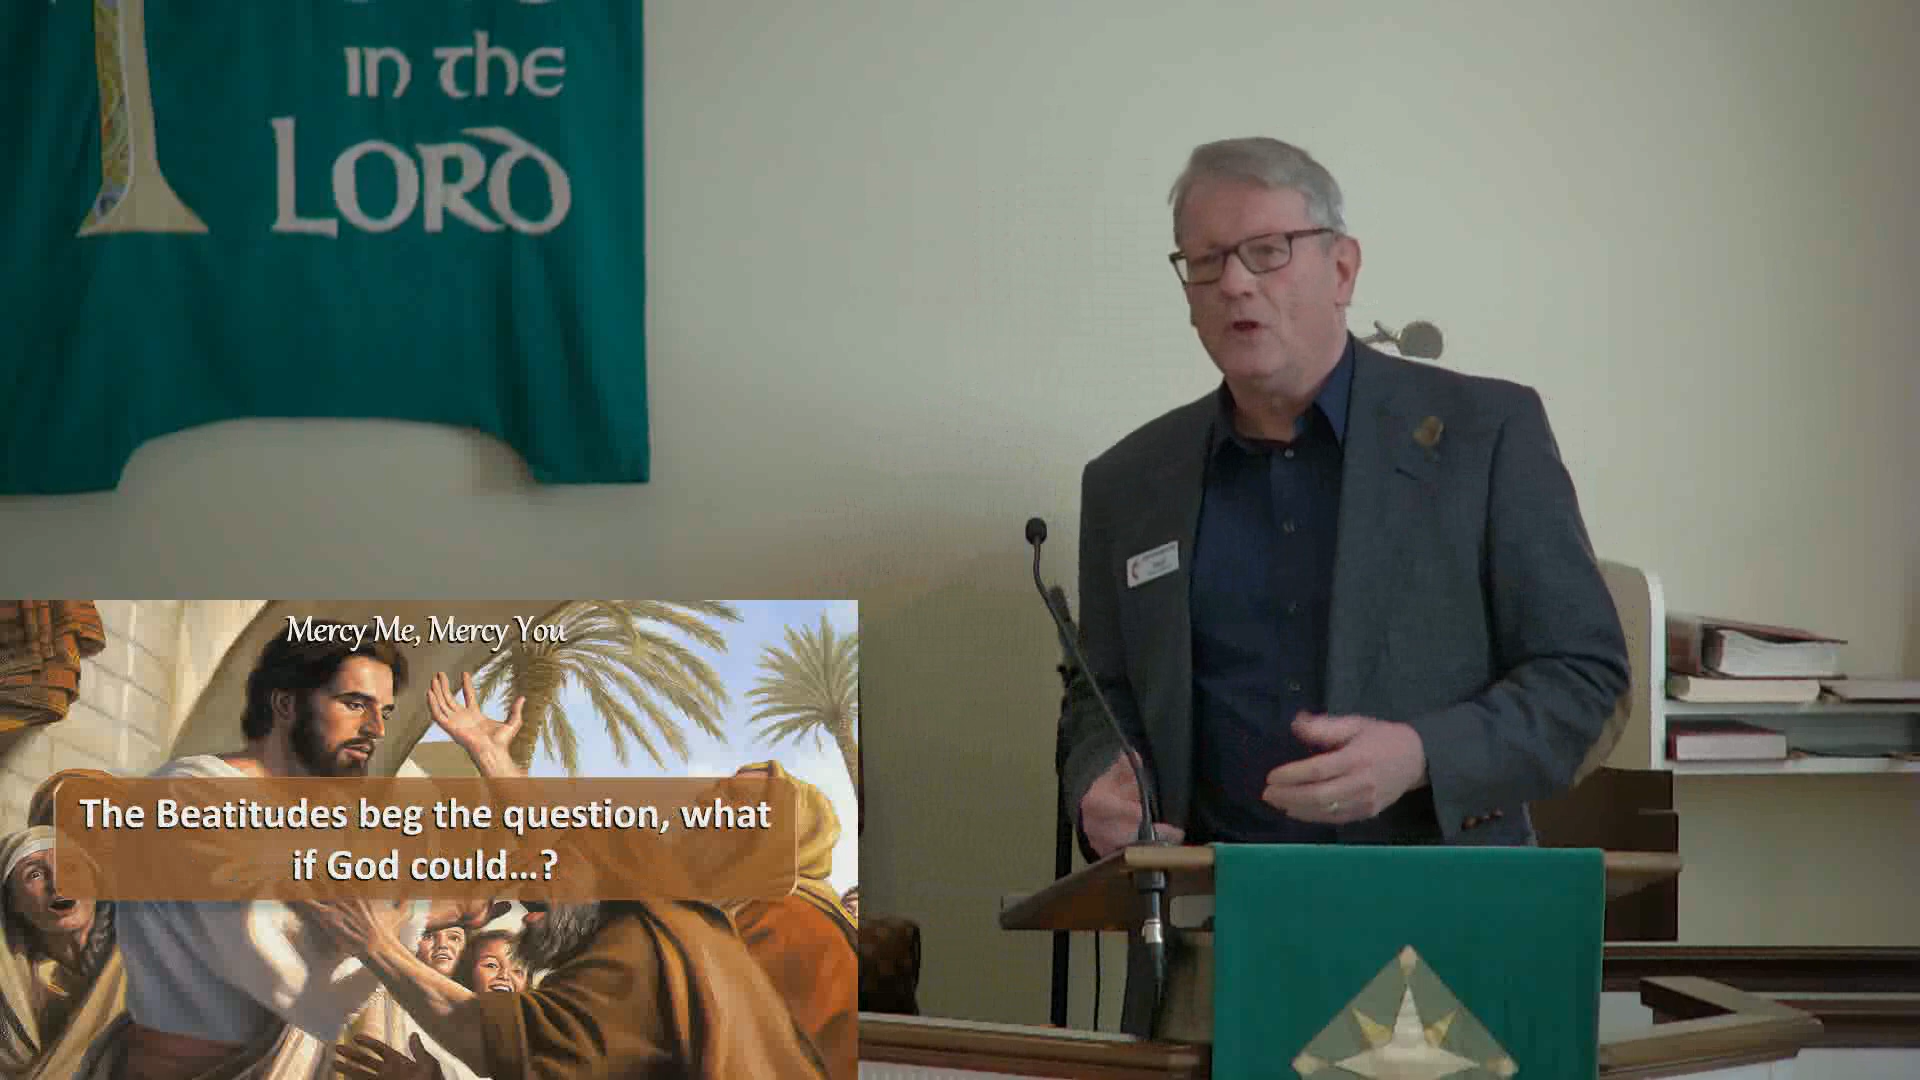 in the
LORD
Mercy Me, Mercy You
The Beatitudes beg the question, what
if God could...?